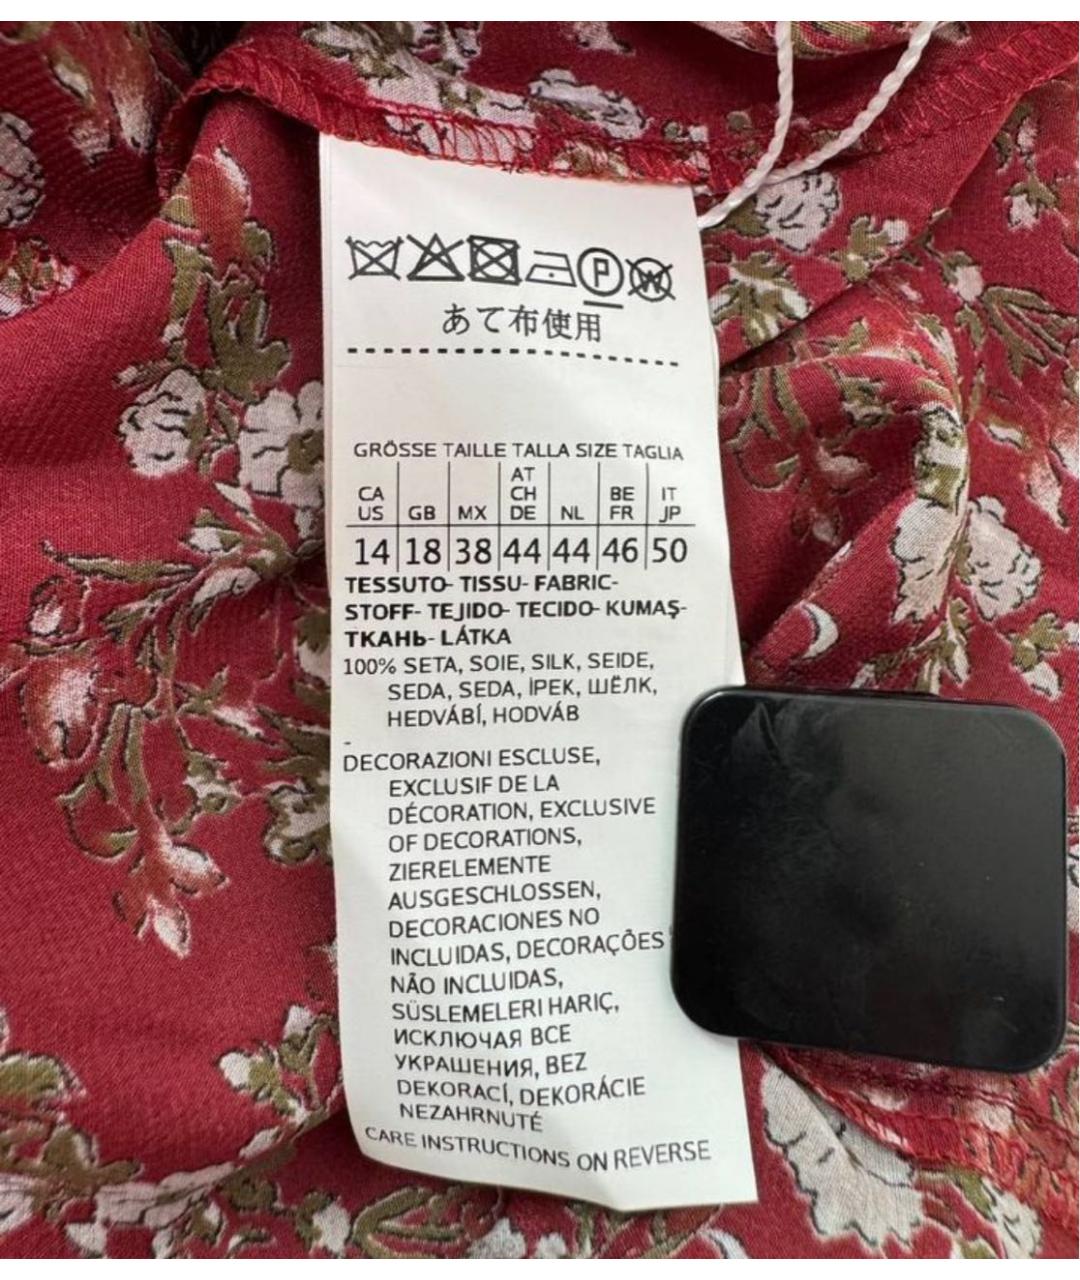 P W
あて布使用
GRÖSSE TAILLE TALLA SIZE TAGLIA
CA US GB MX AT CH DE NL BE FR IT JP
14 18 38 44 44 46 50
TESSUTO- TISSU- FABRIC-
STOFF- TEJIDO- TECIDO- KUMAŞ-
ТКАНЬ- LÁTKA
100% SETA, SOIE, SILK, SEIDE,
SEDA, SEDA, İPEK, ШЁЛК,
HEDVÁBÍ, HODVÁB
-
DECORAZIONI ESCLUSE,
EXCLUSIF DE LA
DÉCORATION, EXCLUSIVE
OF DECORATIONS,
ZIERELEMENTE
AUSGESCHLOSSEN,
DECORACIONES NO
INCLUIDAS, DECORAÇÕES
NÃO INCLUIDAS,
SÜSLEMELERI HARIÇ,
ИСКЛЮЧАЯ ВСЕ
УКРАШЕНИЯ, BEZ
DEKORACÍ, DEKORÁCIE
NEZAHRNUTÉ
CARE INSTRUCTIONS ON REVERSE